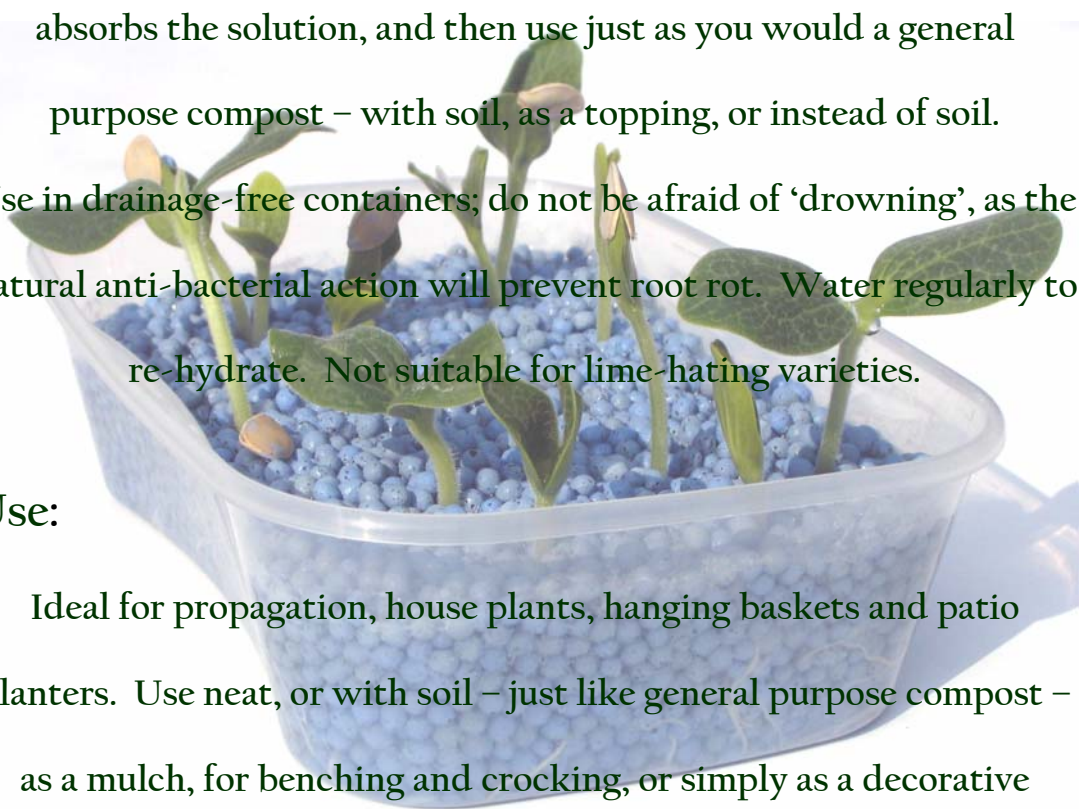 absorbs the solution, and then use just as you would a general
purpose compost – with soil, as a topping, or instead of soil.
se in drainage-free containers; do not be afraid of ‘drowning’, as the
atural anti-bacterial action will prevent root rot.  Water regularly to
re-hydrate.  Not suitable for lime-hating varieties.
Use:
Ideal for propagation, house plants, hanging baskets and patio
lanters.  Use neat, or with soil – just like general purpose compost –
as a mulch, for benching and crocking, or simply as a decorative